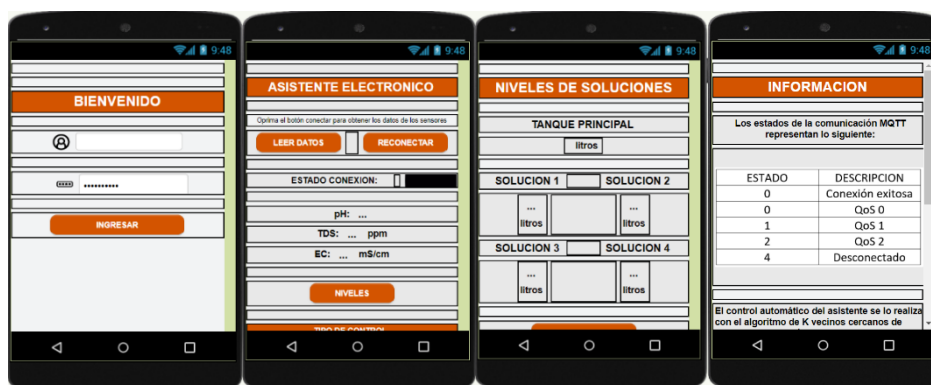 9:48
BIENVENIDO
INGRESAR
9:48
ASISTENTE ELECTRONICO
Oprima el botón conectar para obtener los datos de los sensores
LEER DATOS RECONECTAR
ESTADO CONEXION:
pH: ...
TDS: ... ppm
EC: ... mS/cm
NIVELES
TIPO DE CONTROL
9:48
NIVELES DE SOLUCIONES
TANQUE PRINCIPAL
litros
SOLUCION 1 SOLUCION 2
... ...
litros litros
SOLUCION 3 SOLUCION 4
... ...
litros litros
9:48
INFORMACION
Los estados de la comunicación MQTT
representan lo siguiente:
ESTADO DESCRIPCION
0 Conexión exitosa
0 QoS 0
1 QoS 1
2 QoS 2
4 Desconectado
El control automático del asistente se lo realiza
con el algoritmo de K vecinos cercanos de